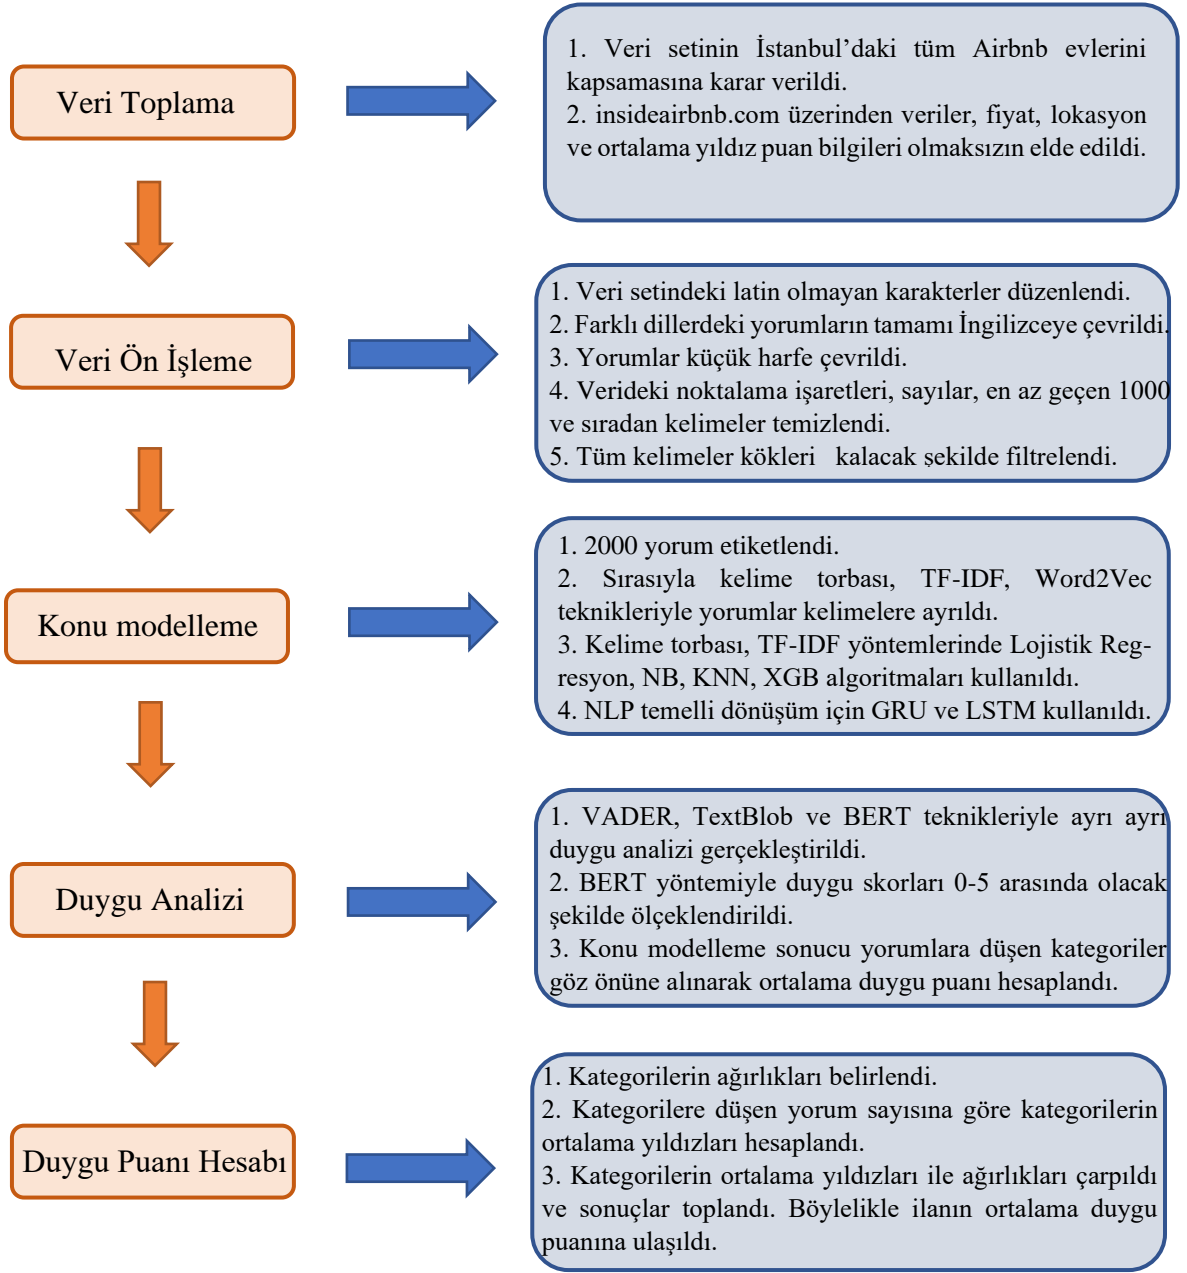 Veri Toplama
1. Veri setinin İstanbul’daki tüm Airbnb evlerini
kapsamasına karar verildi.
2. insideairbnb.com üzerinden veriler, fiyat, lokasyon
ve ortalama yıldız puan bilgileri olmaksızın elde edildi.
Veri Ön İşleme
1. Veri setindeki latin olmayan karakterler düzenlendi.
2. Farklı dillerdeki yorumların tamamı İngilizceye çevrildi.
3. Yorumlar küçük harfe çevrildi.
4. Verideki noktalama işaretleri, sayılar, en az geçen 1000
ve sıradan kelimeler temizlendi.
5. Tüm kelimeler kökleri kalacak şekilde filtrelendi.
Konu modelleme
1. 2000 yorum etiketlendi.
2. Sırasıyla kelime torbası, TF-IDF, Word2Vec
teknikleriyle yorumlar kelimelere ayrıldı.
3. Kelime torbası, TF-IDF yöntemlerinde Lojistik Reg-
resyon, NB, KNN, XGB algoritmaları kullanıldı.
4. NLP temelli dönüşüm için GRU ve LSTM kullanıldı.
Duygu Analizi
1. VADER, TextBlob ve BERT teknikleriyle ayrı ayrı
duygu analizi gerçekleştirildi.
2. BERT yöntemiyle duygu skorları 0-5 arasında olacak
şekilde ölçeklendirildi.
3. Konu modelleme sonucu yorumlara düşen kategoriler
göz önüne alınarak ortalama duygu puanı hesaplandı.
Duygu Puanı Hesabı
1. Kategorilerin ağırlıkları belirlendi.
2. Kategorilere düşen yorum sayısına göre kategorilerin
ortalama yıldızları hesaplandı.
3. Kategorilerin ortalama yıldızları ile ağırlıkları çarpıldı
ve sonuçlar toplandı. Böylelikle ilanın ortalama duygu
puanına ulaşıldı.